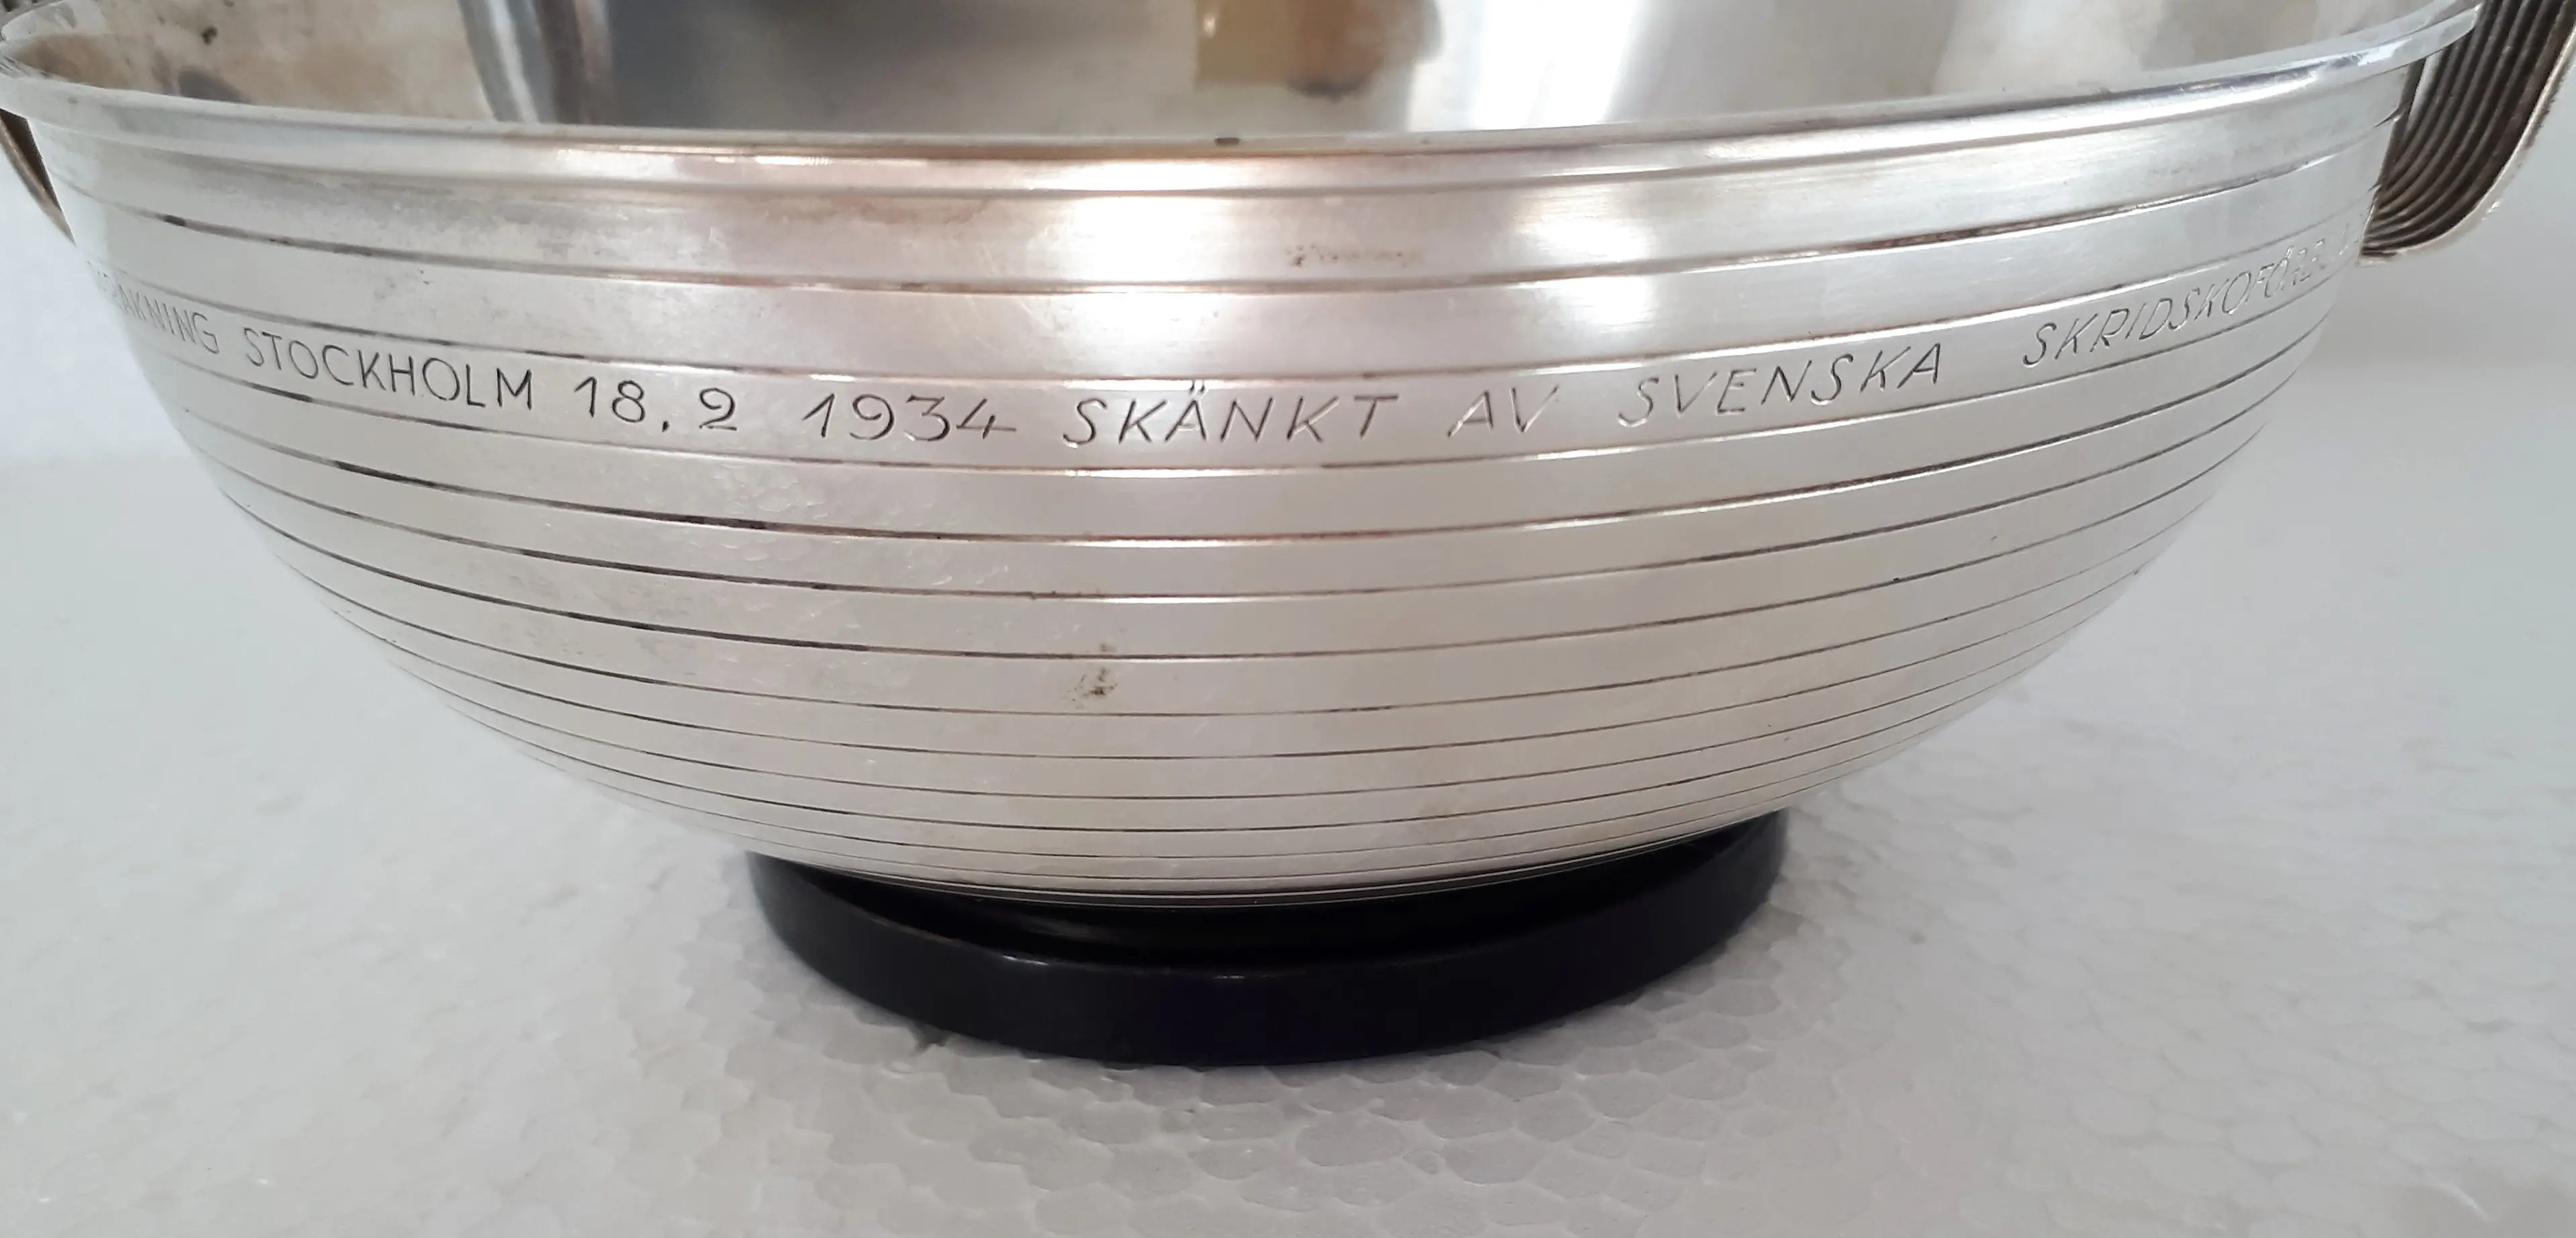 STOCKHOLM 18.2 1934 SKÄNKT AV SVENSKA